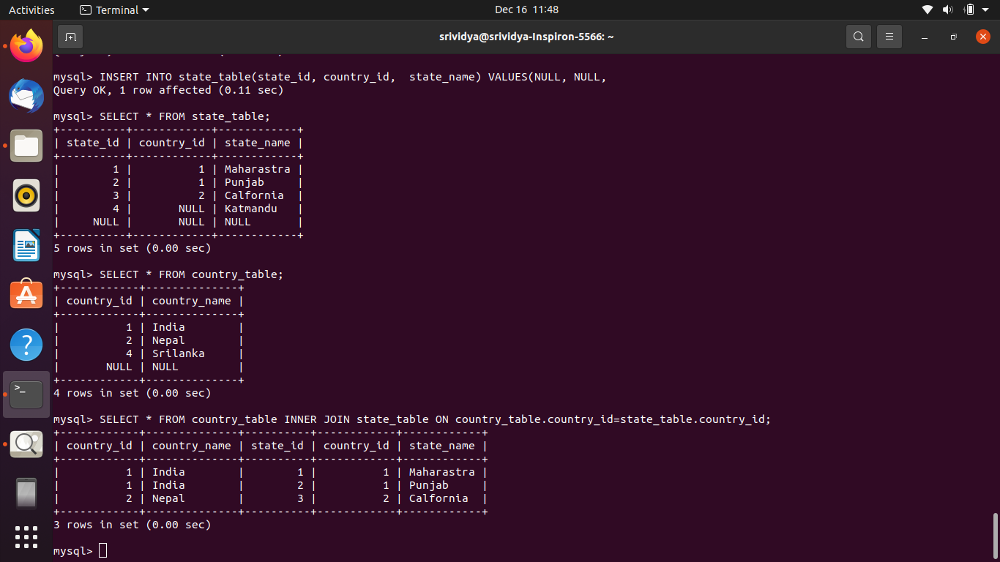 Activities Terminal Dec 16 11:48
srividya@srividya-Inspiron-5566: ~
mysql> INSERT INTO state_table(state_id, country_id,  state_name) VALUES(NULL, NULL,
Query OK, 1 row affected (0.11 sec)
mysql> SELECT * FROM state_table;
+----------+------------+------------+
| state_id | country_id | state_name |
+----------+------------+------------+
|        1 |          1 | Maharastra |
|        2 |          1 | Punjab     |
|        3 |          2 | Calfornia  |
|        4 |       NULL | Katmandu   |
|     NULL |       NULL | NULL       |
+----------+------------+------------+
5 rows in set (0.00 sec)
mysql> SELECT * FROM country_table;
+------------+--------------+
| country_id | country_name |
+------------+--------------+
|          1 | India        |
|          2 | Nepal        |
|          4 | Srilanka     |
|       NULL | NULL         |
+------------+--------------+
4 rows in set (0.00 sec)
mysql> SELECT * FROM country_table INNER JOIN state_table ON country_table.country_id=state_table.country_id;
+------------+--------------+----------+------------+------------+
| country_id | country_name | state_id | country_id | state_name |
+------------+--------------+----------+------------+------------+
|          1 | India        |        1 |          1 | Maharastra |
|          1 | India        |        2 |          1 | Punjab     |
|          2 | Nepal        |        3 |          2 | Calfornia  |
+------------+--------------+----------+------------+------------+
3 rows in set (0.00 sec)
mysql>